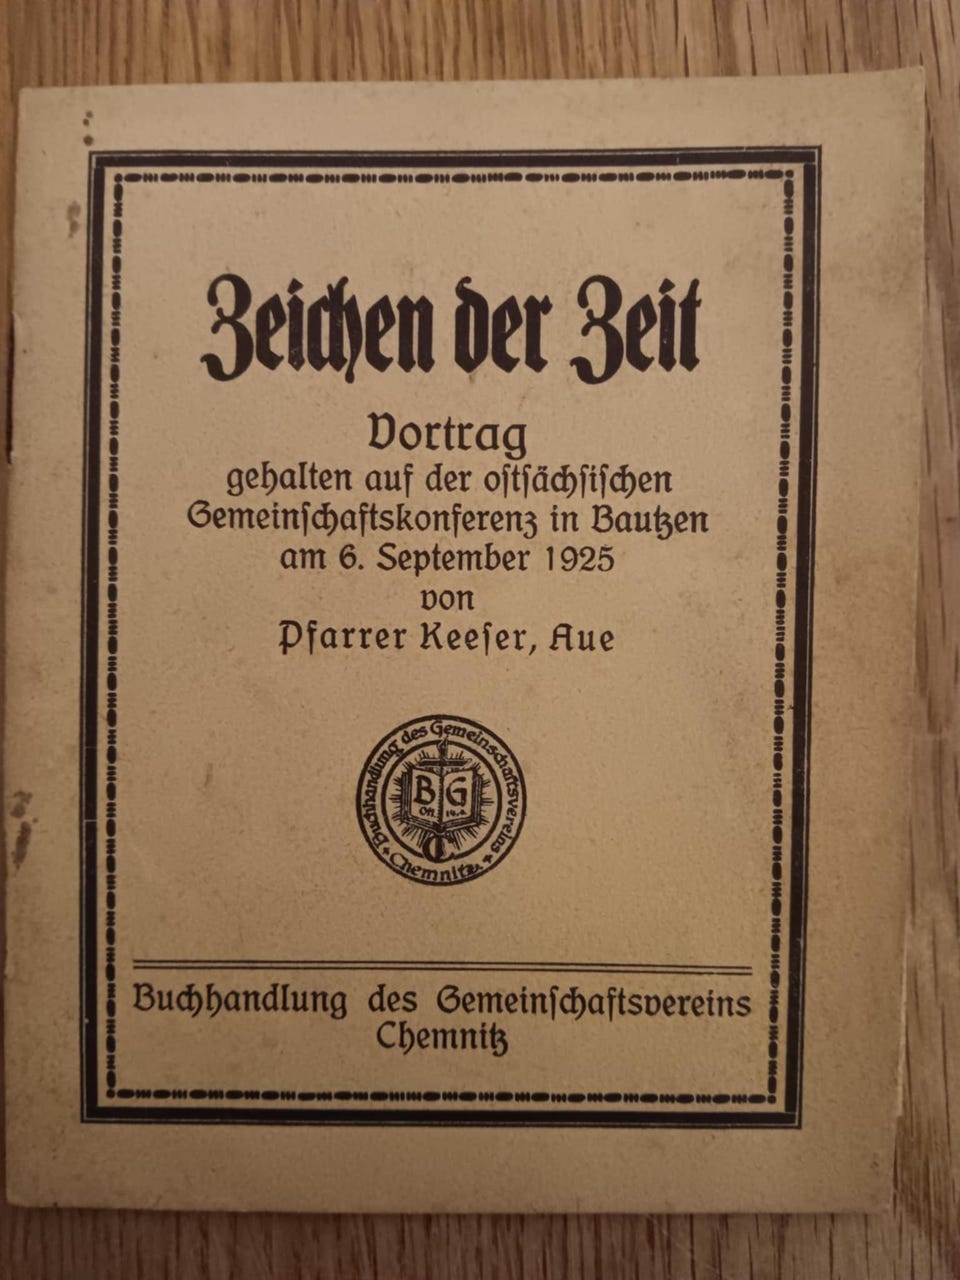 Zeichen der Zeit
Vortrag
gehalten auf der oſtſächſiſchen
Gemeinſchaftskonferenz in Bautzen
am 6. September 1925
von
Pfarrer Keeſer, Aue
Buchhandlung des Gemeinschaftsvereins
Chemnitz
B G
C
Buchhandlung des Gemeinſchaftsvereins
Chemnitz